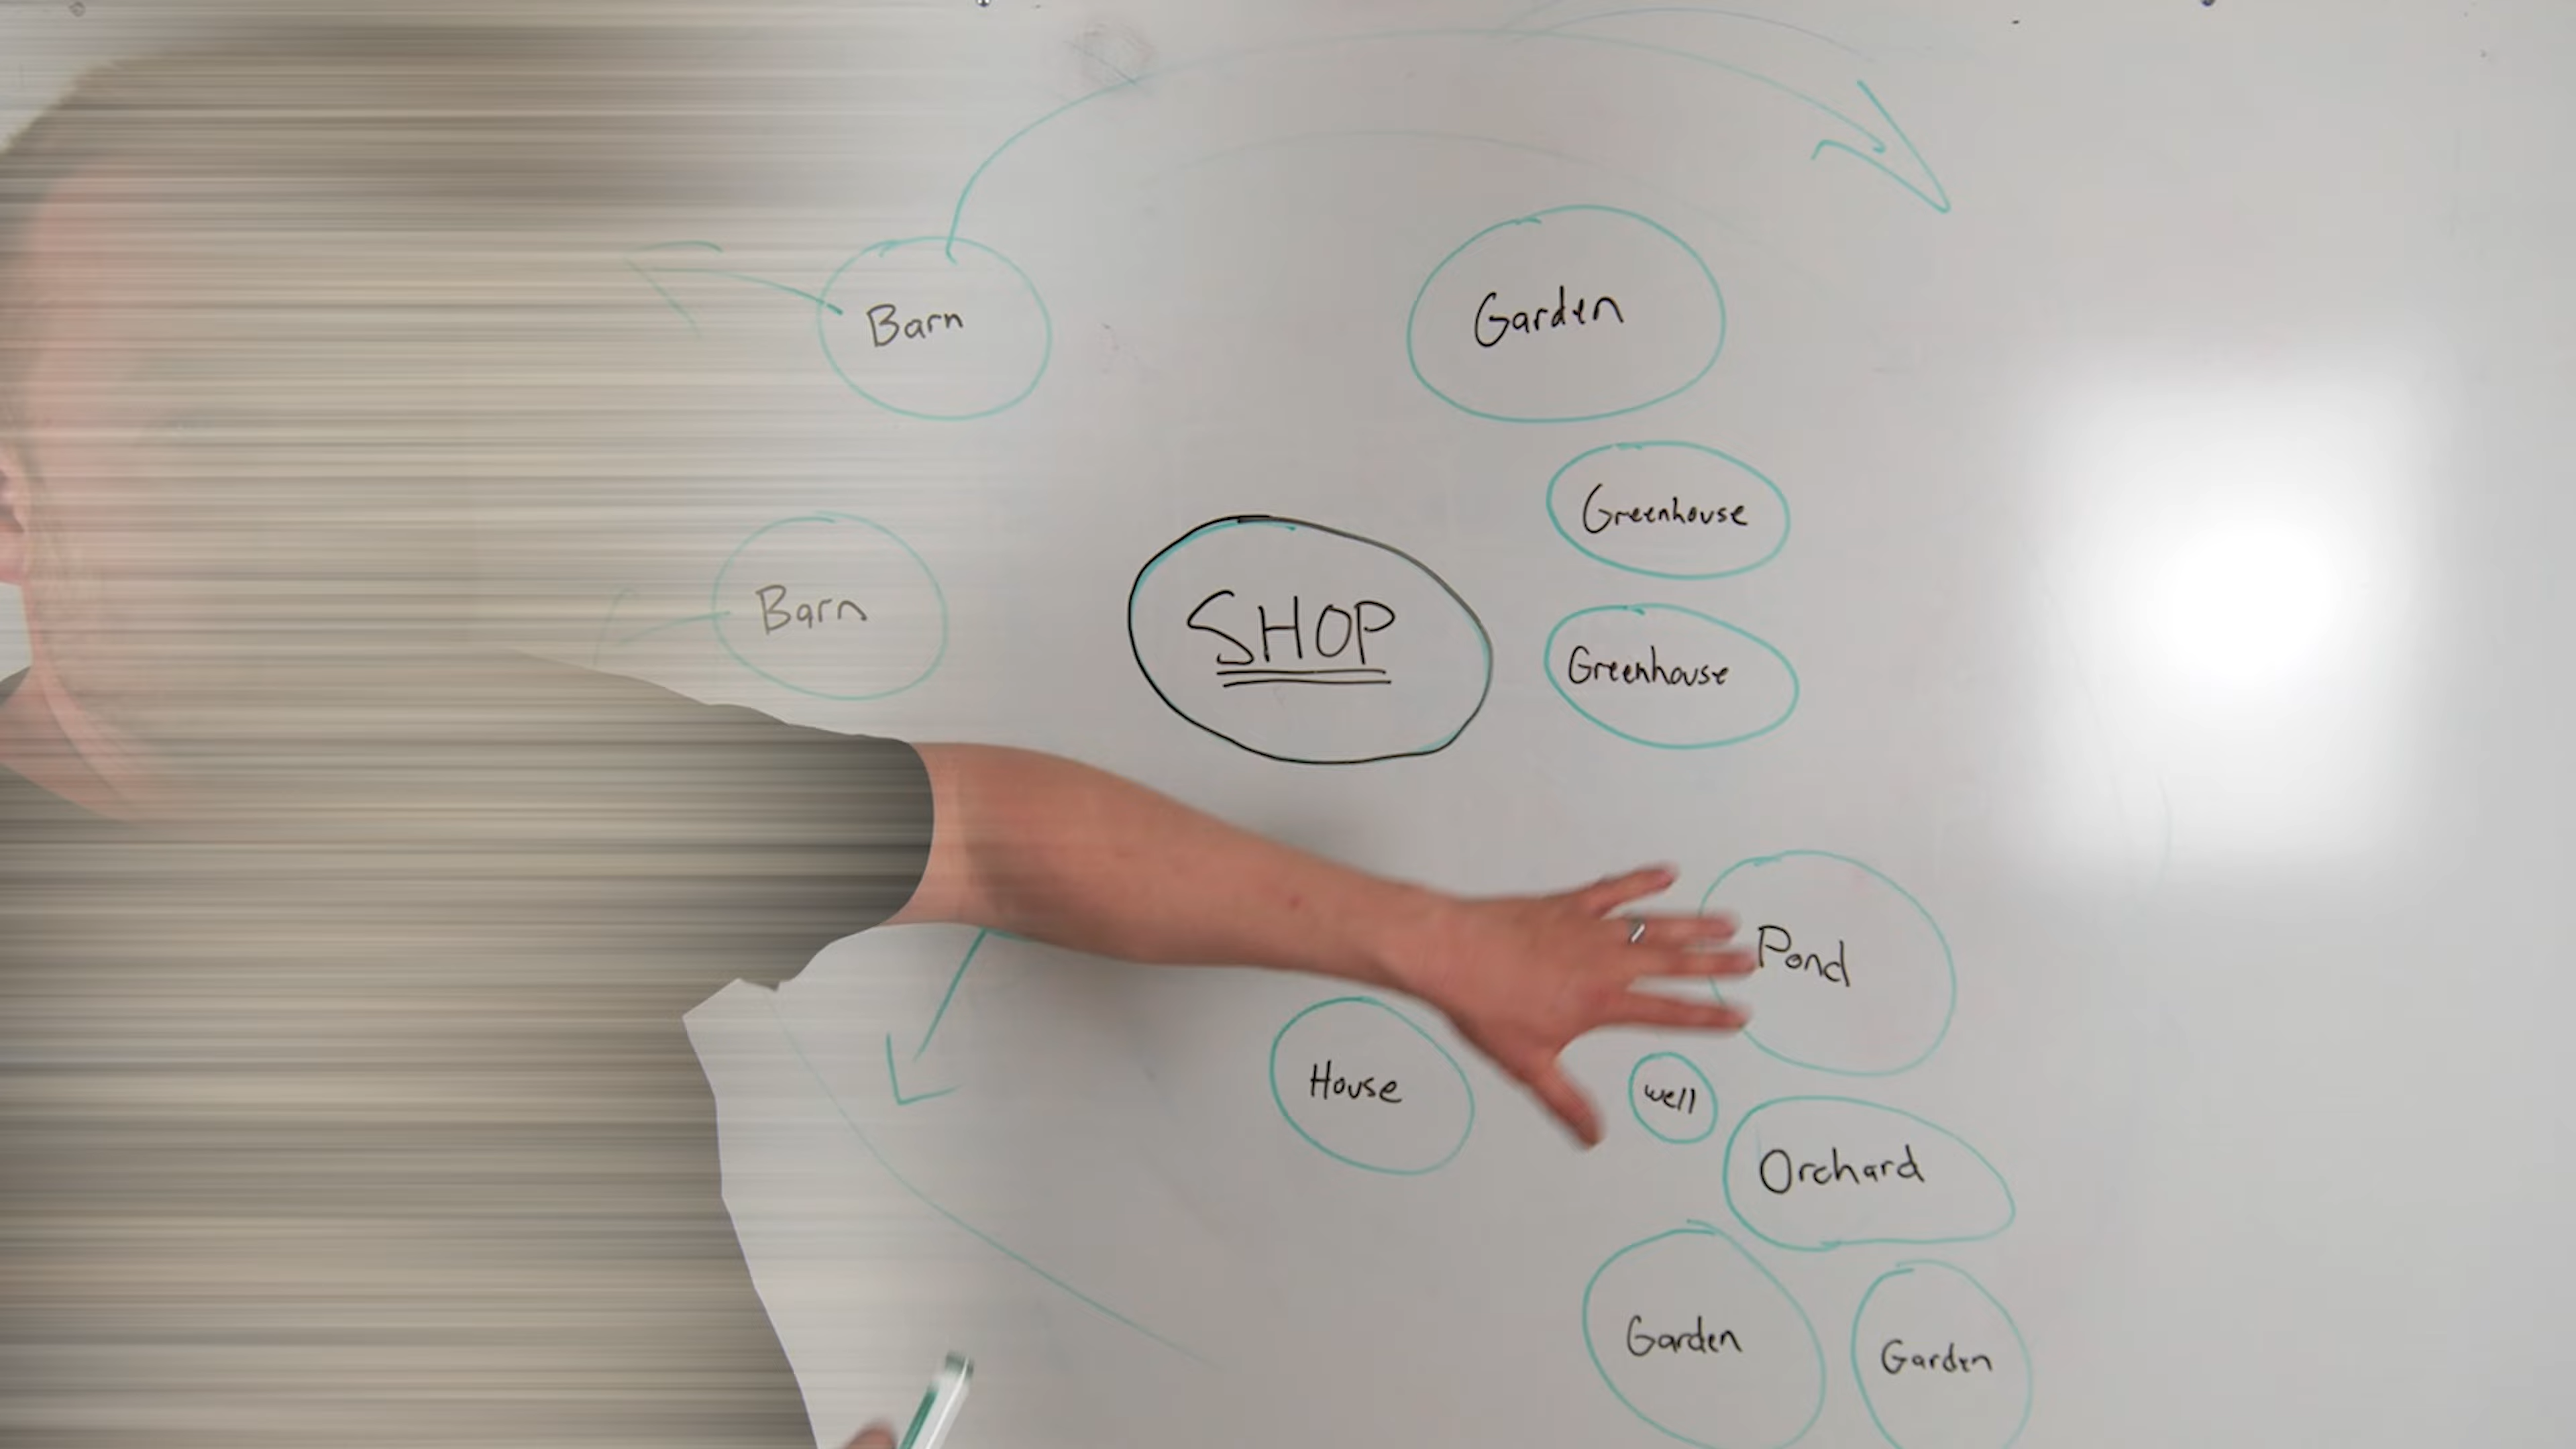 Barn
Garden
Greenhouse
Barn
SHOP
Greenhouse
Pond
House
well
Orchard
Garden
Garden